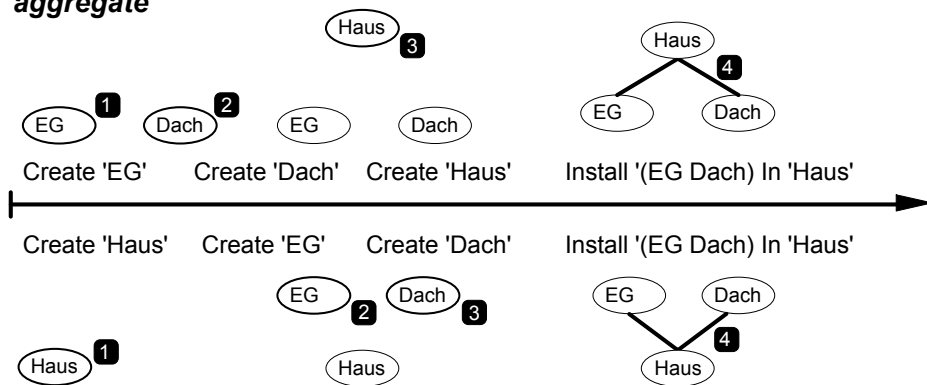 aggregate
Haus
3
Haus
4
1
2
EG
Dach
EG
Dach
EG
Dach
Create 'EG'
Create 'Dach'
Create 'Haus'
Install '(EG Dach) In 'Haus'
Create 'Haus'
Create 'EG'
Create 'Dach'
Install '(EG Dach) In 'Haus'
EG
2
Dach
3
EG
Dach
4
Haus
1
Haus
Haus